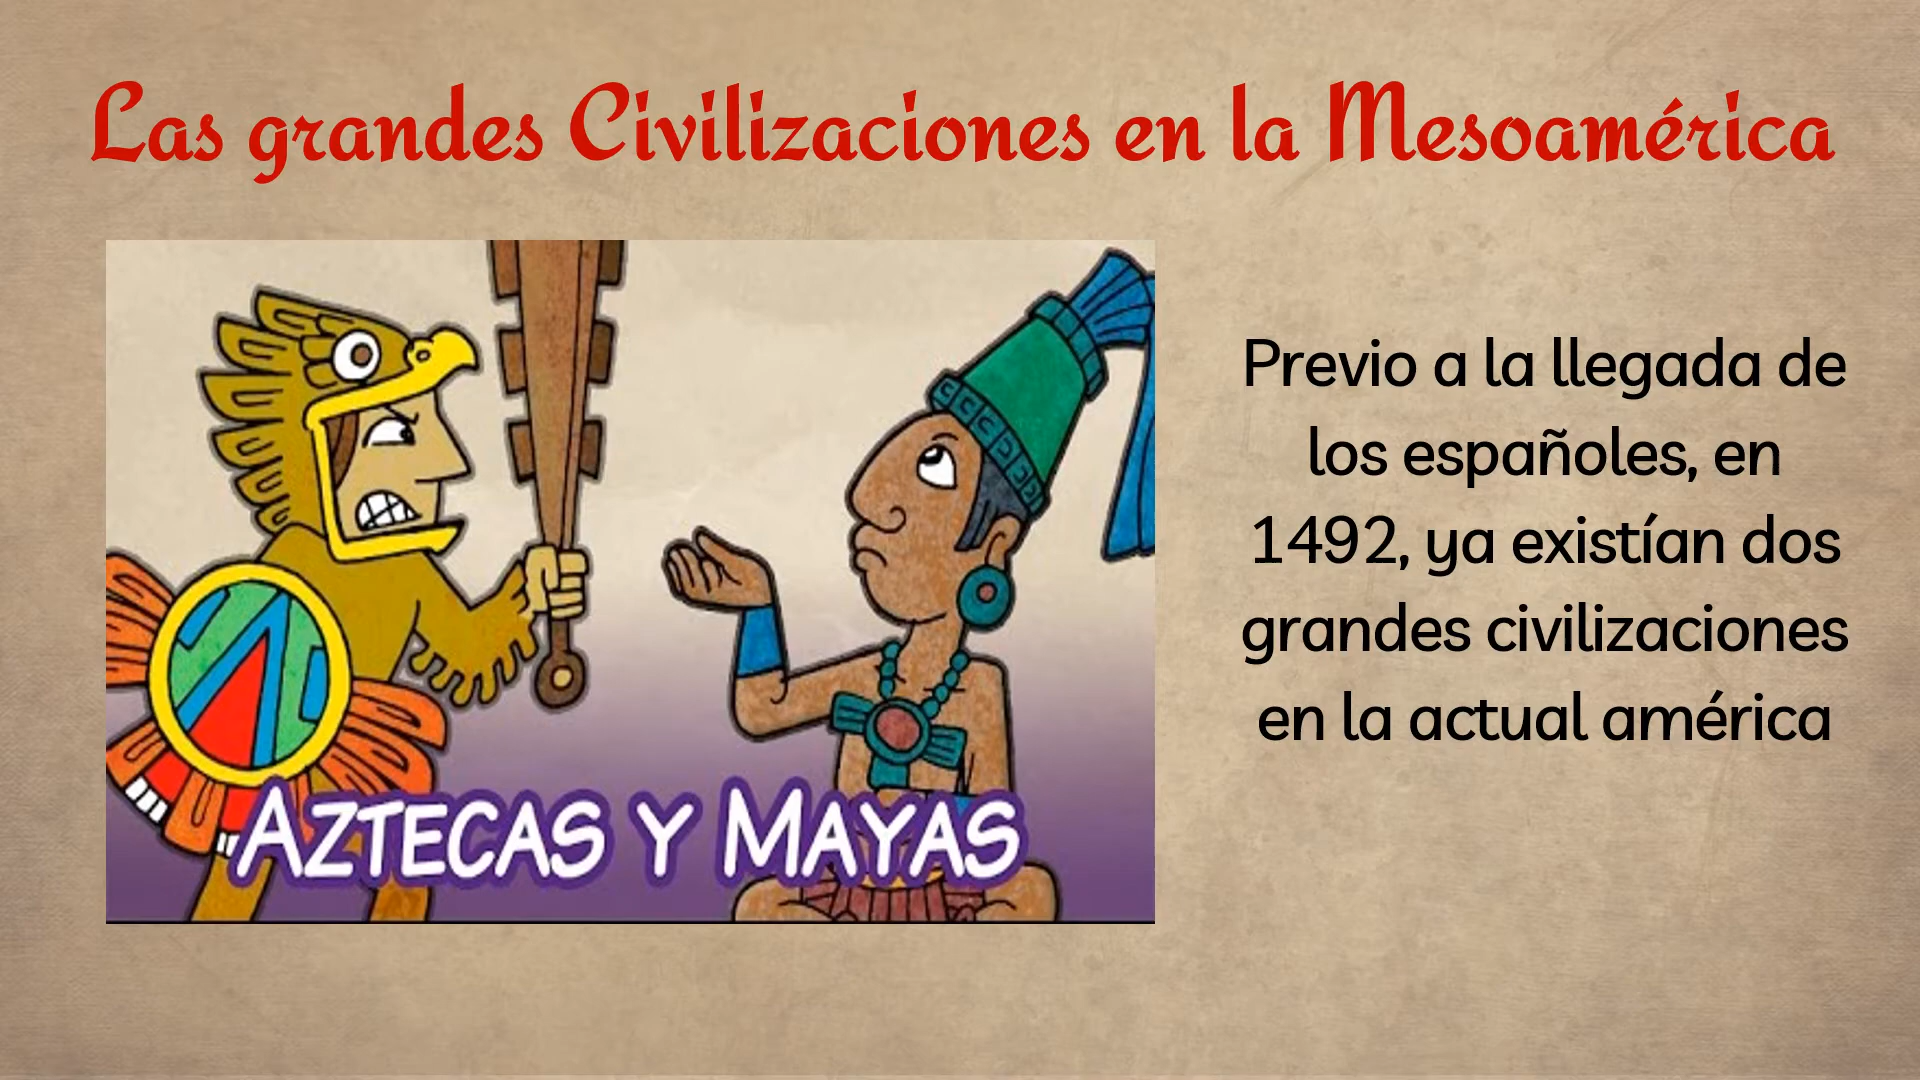 Las grandes Civilizaciones en la Mesoamérica
AZTECAS Y MAYAS
Previo a la llegada de
los españoles, en
1492, ya existían dos
grandes civilizaciones
en la actual américa